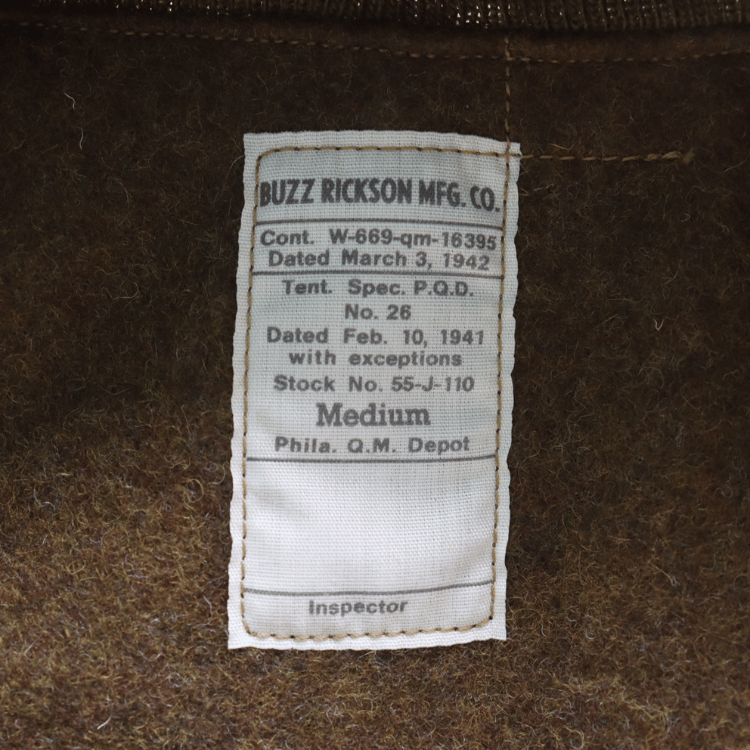 BUZZ RICKSON MFG. CO.
Cont. W-669-qm-16395
Dated March 3, 1942
Tent. Spec. P.Q.D.
No. 26
Dated Feb. 10, 1941
with exceptions
Stock No. 55-J-110
Medium
Phila. Q.M. Depot
Inspector